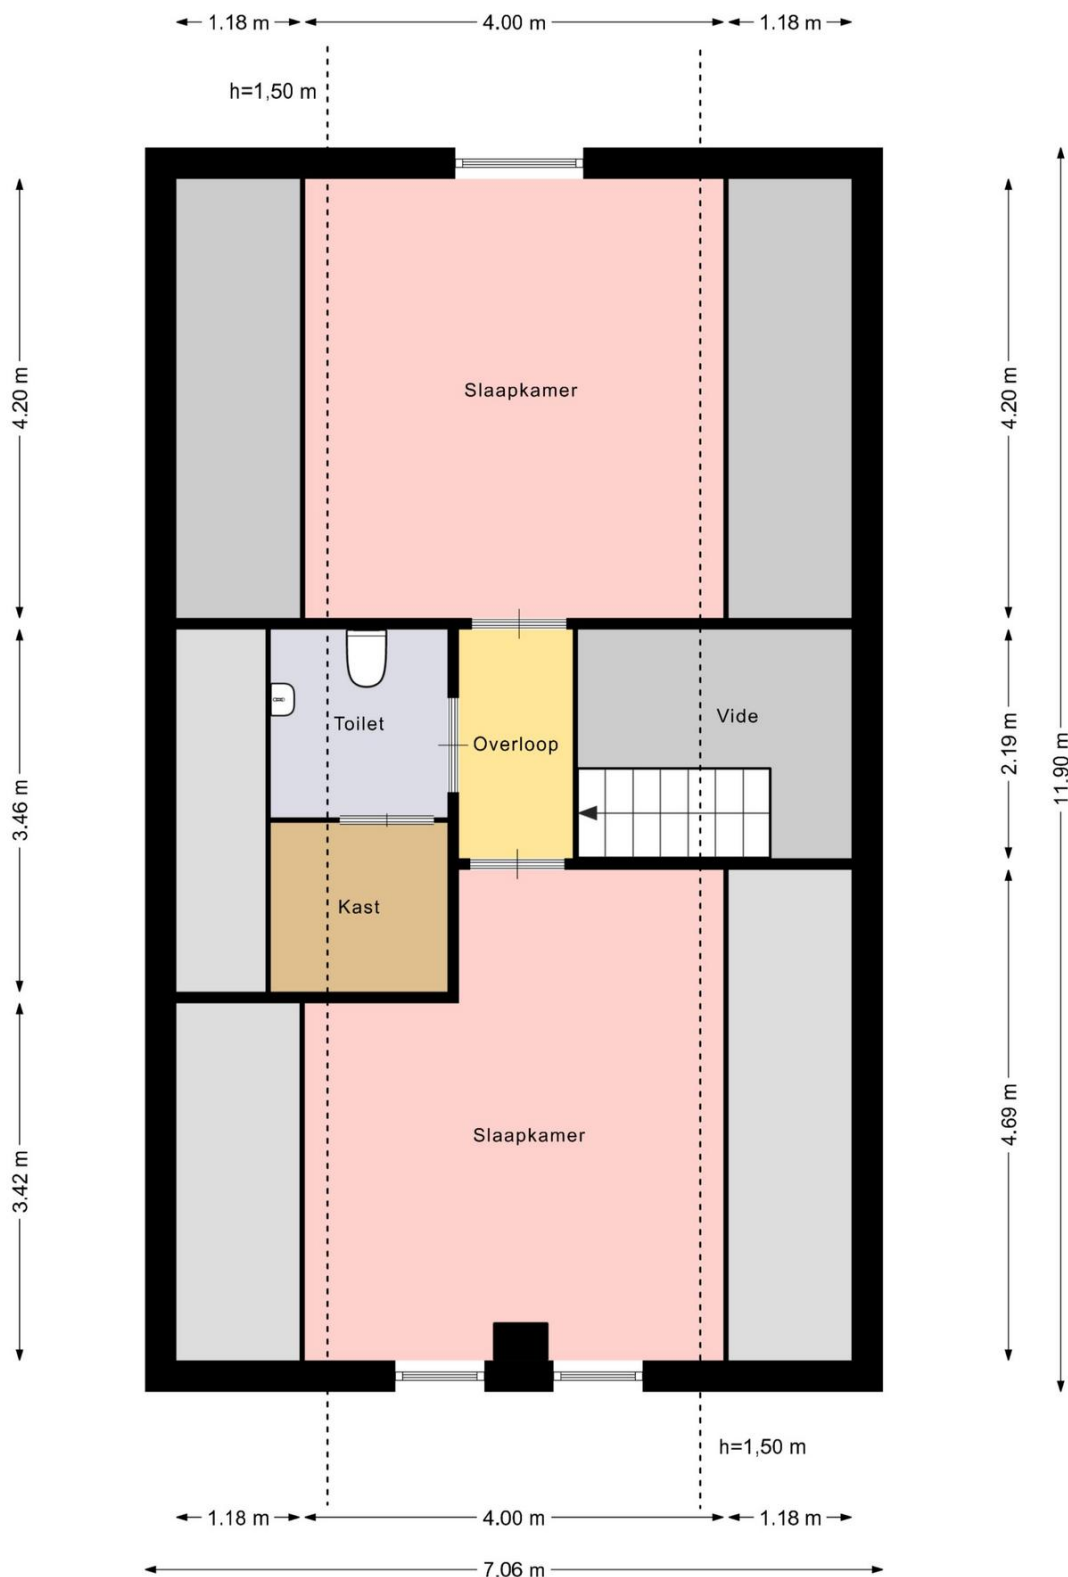 1.18 m
4.00 m
1.18 m
h=1,50 m
4.20 m
4.20 m
Slaapkamer
Toilet
Overloop
Vide
2.19 m
11.90 m
3.46 m
Kast
Slaapkamer
4.69 m
3.42 m
h=1,50 m
1.18 m
4.00 m
1.18 m
7.06 m